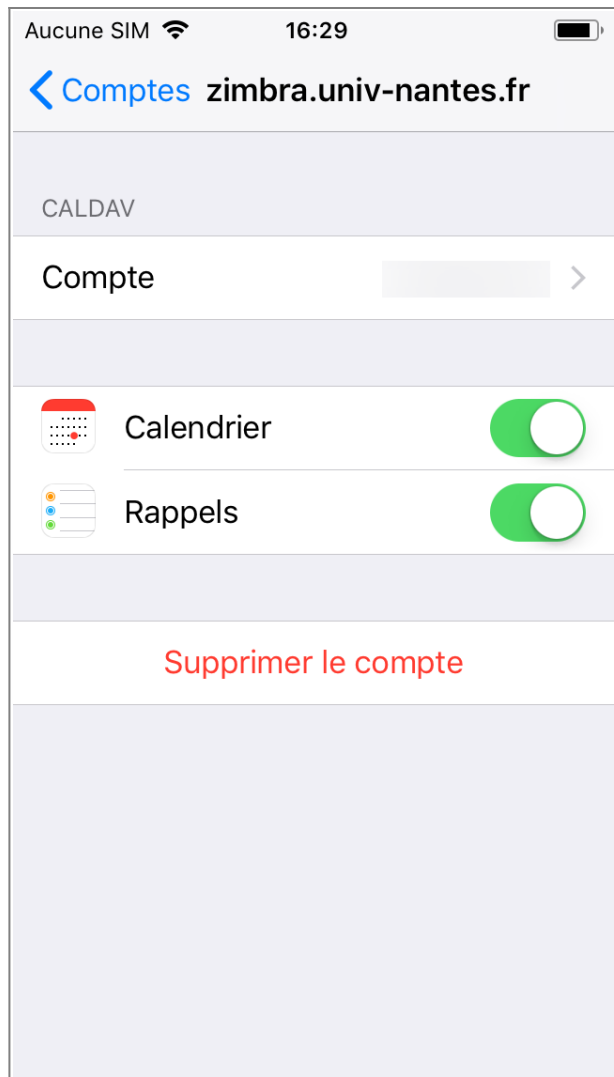 Aucune SIM 16:29
Comptes zimbra.univ-nantes.fr
CALDAV
Compte
Calendrier
Rappels
Supprimer le compte